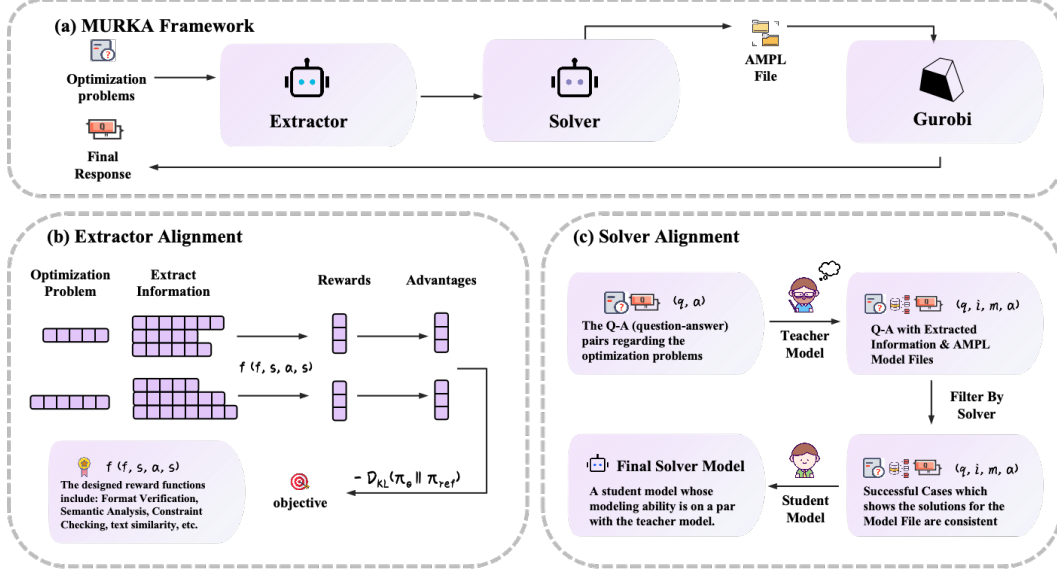 (a) MURKA Framework
Optimization
problems
Extractor
Solver
AMPL
File
Gurobi
Final
Response
(b) Extractor Alignment
Optimization
Problem
Extract
Information
Rewards
Advantages
f (f, s, a, s)
f (f, s, a, s)
The designed reward functions
include: Format Verification,
Semantic Analysis, Constraint
Checking, text similarity, etc.
objective
- D_KL(π_θ || π_ref)
(c) Solver Alignment
(q, a)
The Q-A (question-answer)
pairs regarding the
optimization problems
Teacher
Model
(q, i, m, a)
Q-A with Extracted
Information & AMPL
Model Files
Filter By
Solver
(q, i, m, a)
Successful Cases which
shows the solutions for the
Model File are consistent
Student
Model
Final Solver Model
A student model whose
modeling ability is on a par
with the teacher model.